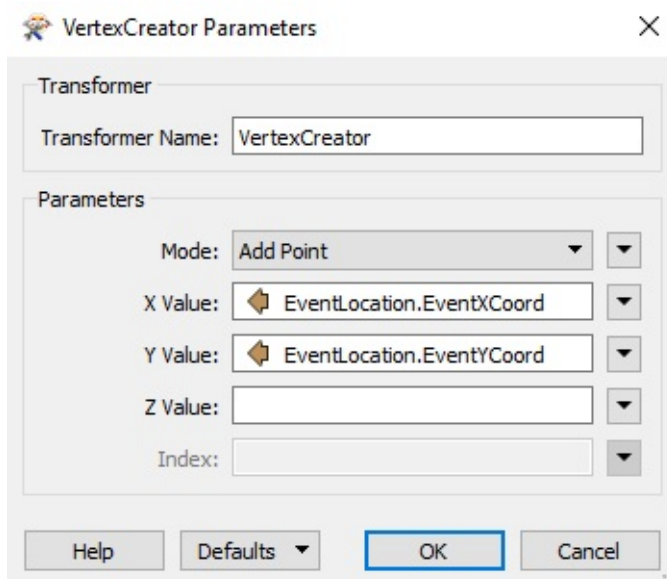 VertexCreator Parameters
Transformer
Transformer Name: VertexCreator
Parameters
Mode: Add Point
X Value: EventLocation.EventXCoord
Y Value: EventLocation.EventYCoord
Z Value:
Index:
Help Defaults OK Cancel